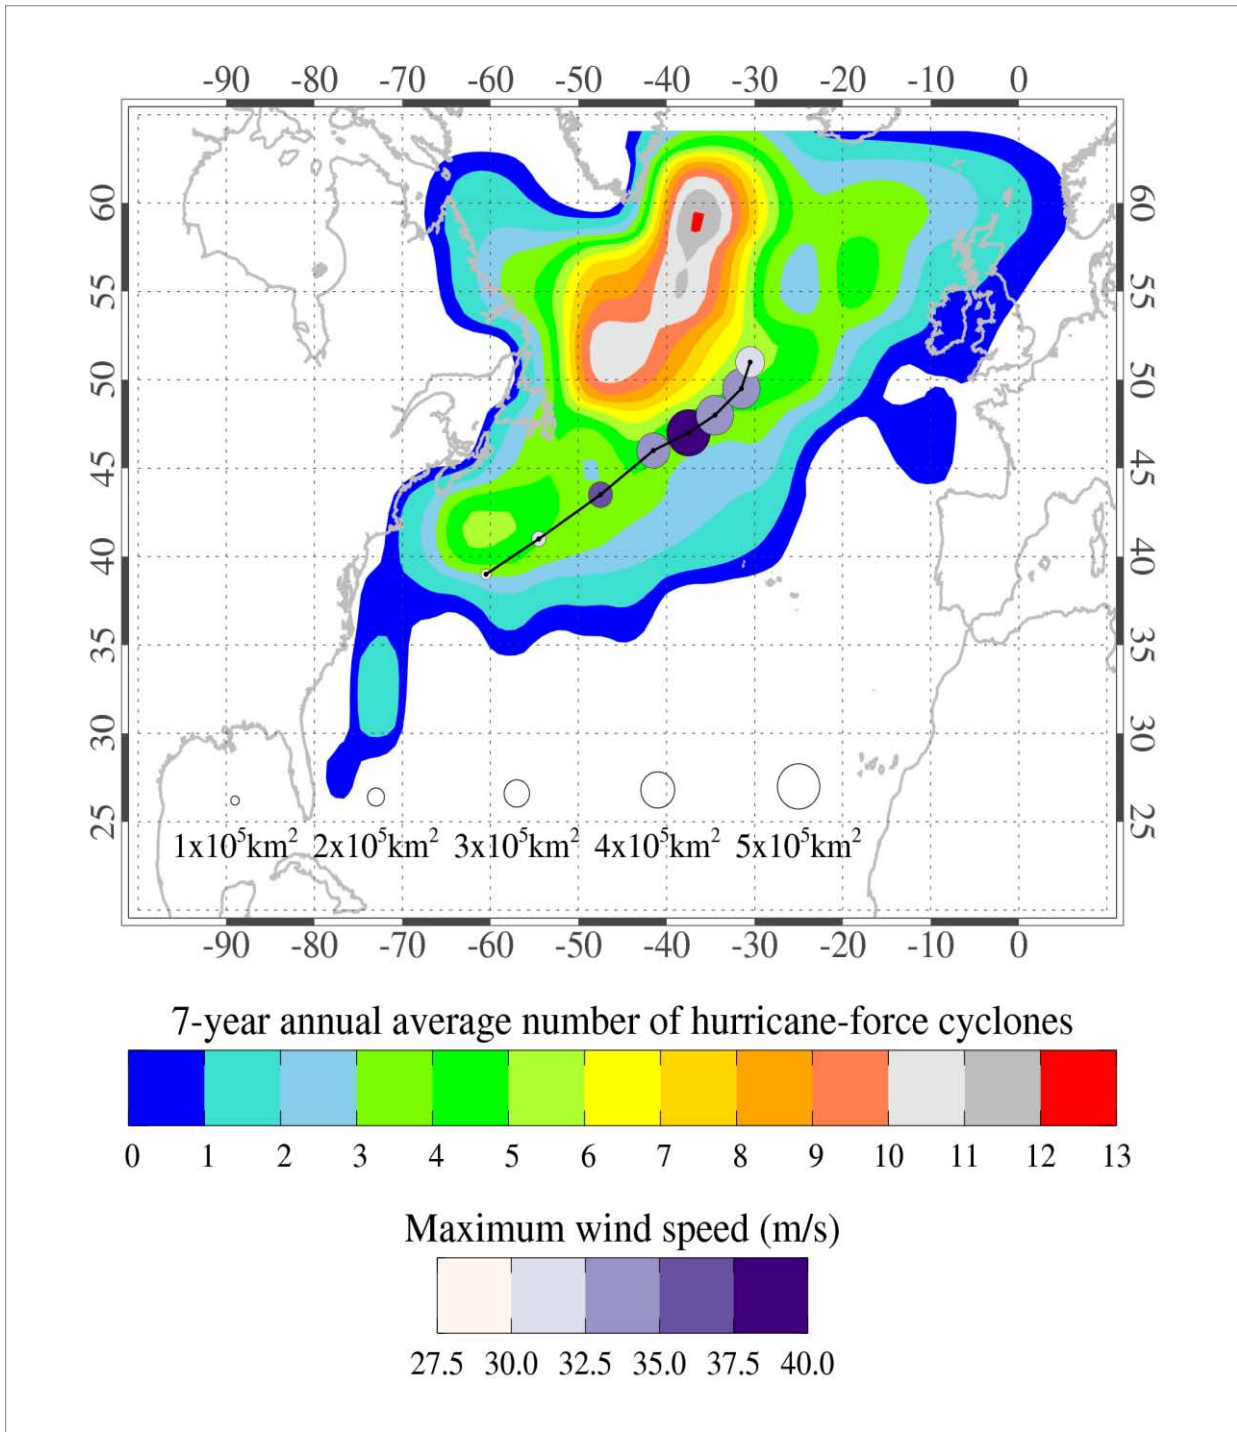 -90 -80 -70 -60 -50 -40 -30 -20 -10 0
60 60
55 55
50 50
45 45
40 40
35 35
30 30
25 25
1x10⁵km² 2x10⁵km² 3x10⁵km² 4x10⁵km² 5x10⁵km²
-90 -80 -70 -60 -50 -40 -30 -20 -10 0
7-year annual average number of hurricane-force cyclones
0 1 2 3 4 5 6 7 8 9 10 11 12 13
Maximum wind speed (m/s)
27.5 30.0 32.5 35.0 37.5 40.0